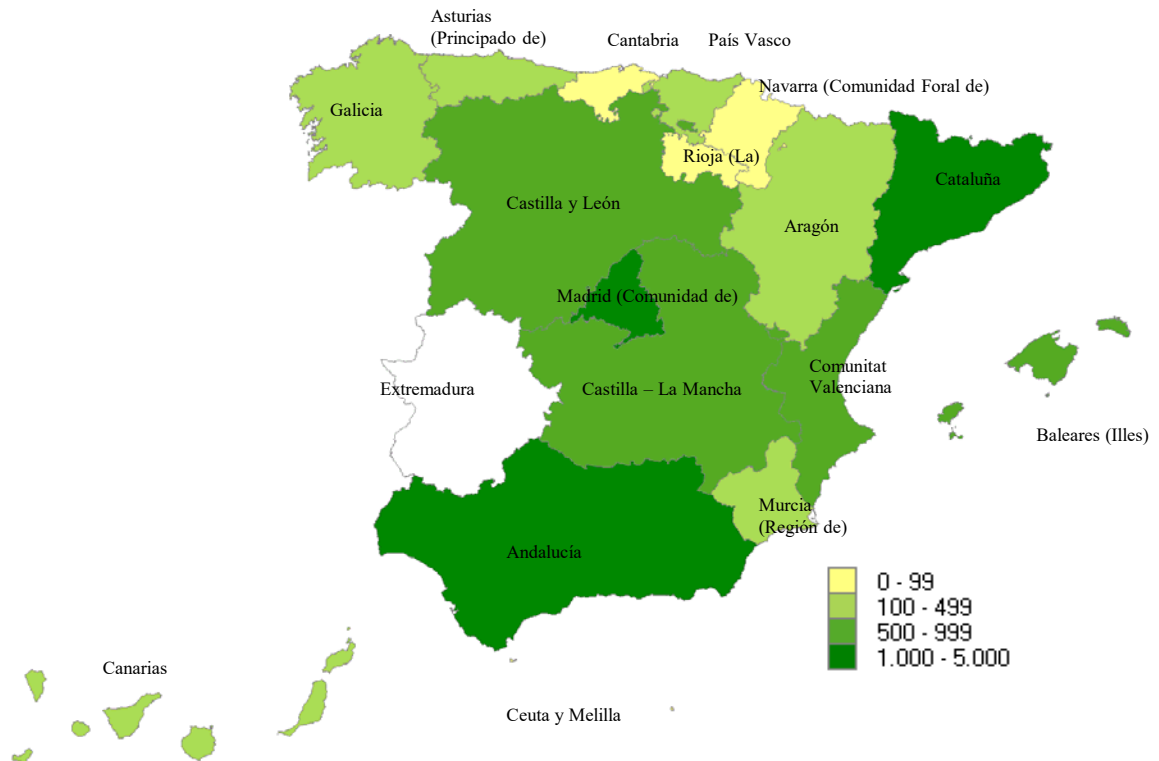 Asturias
(Principado de)
Cantabria
País Vasco
Navarra (Comunidad Foral de)
Galicia
Rioja (La)
Cataluña
Castilla y León
Aragón
Madrid (Comunidad de)
Comunitat
Valenciana
Extremadura
Castilla – La Mancha
Baleares (Illes)
Murcia
(Región de)
Andalucía
0 - 99
100 - 499
500 - 999
1.000 - 5.000
Canarias
Ceuta y Melilla